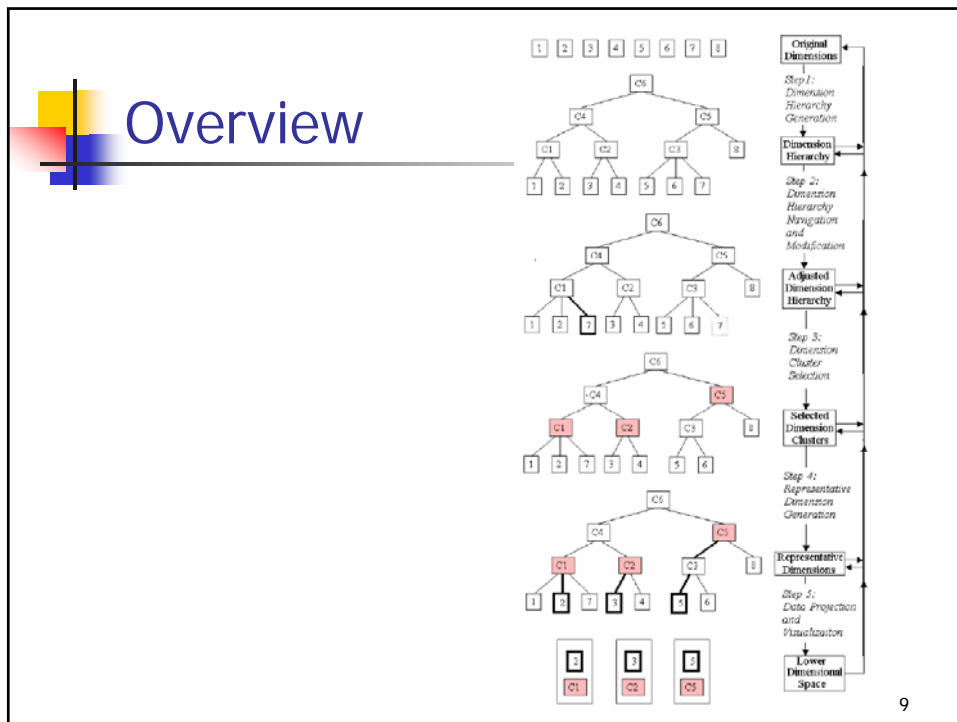 Overview
1 2 3 4 5 6 7 8
C6
C4 C5
C1 C2 C3 8
1 2 3 4 5 6 7
C6
C4 C5
C1 C2 C3 8
1 2 7 3 4 5 6 7
C6
C4 C5
C1 C2 C3 8
1 2 7 3 4 5 6
C6
C4 C5
C1 C2 C3 8
1 2 7 3 4 5 6
2 3 5
C1 C2 C5
Original
Dimensions
Step1:
Dimension
Hierarchy
Generation
Dimension
Hierarchy
Step 2:
Dimension
Hierarchy
Navigation
and
Modification
Adjusted
Dimension
Hierarchy
Step 3:
Dimension
Cluster
Selection
Selected
Dimension
Clusters
Step 4:
Representative
Dimension
Generation
Representative
Dimensions
Step 5:
Data Projection
and
Visualizaiton
Lower
Dimensional
Space
9